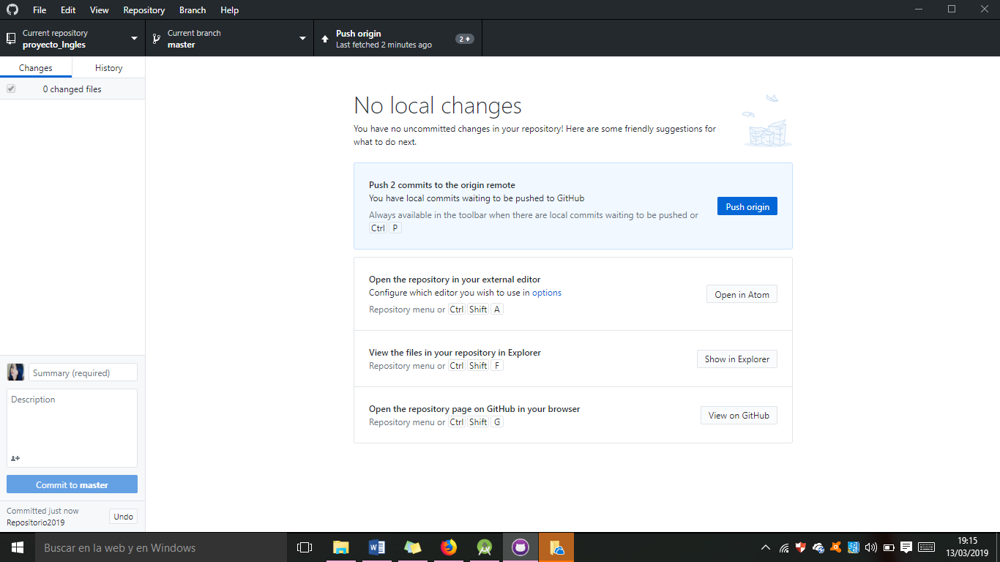 File Edit View Repository Branch Help
Current repository
proyecto_Ingles
Current branch
master
Push origin
Last fetched 2 minutes ago
2
Changes History
0 changed files
No local changes
You have no uncommitted changes in your repository! Here are some friendly suggestions for
what to do next.
Push 2 commits to the origin remote
You have local commits waiting to be pushed to GitHub
Always available in the toolbar when there are local commits waiting to be pushed or
Ctrl P
Push origin
Open the repository in your external editor
Configure which editor you wish to use in options
Repository menu or Ctrl Shift A
Open in Atom
View the files in your repository in Explorer
Repository menu or Ctrl Shift F
Show in Explorer
Open the repository page on GitHub in your browser
Repository menu or Ctrl Shift G
View on GitHub
Summary (required)
Description
Commit to master
Committed just now
Repositorio2019
Undo
Buscar en la web y en Windows
19:15
13/03/2019